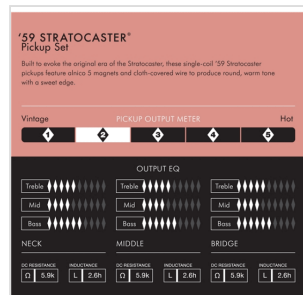 '59 STRATOCASTER®
Pickup Set
Built to evoke the original era of the Stratocaster, these single-coil '59 Stratocaster
pickups feature alnico 5 magnets and cloth-covered wire to produce round, warm tone
with a sweet edge.
Vintage PICKUP OUTPUT METER Hot
1 2 3 4 5
OUTPUT EQ
Treble Treble Treble
Mid Mid Mid
Bass Bass Bass
NECK MIDDLE BRIDGE
DC RESISTANCE INDUCTANCE DC RESISTANCE INDUCTANCE DC RESISTANCE INDUCTANCE
Ω 5.9k L 2.6h Ω 5.9k L 2.6h Ω 5.9k L 2.6h